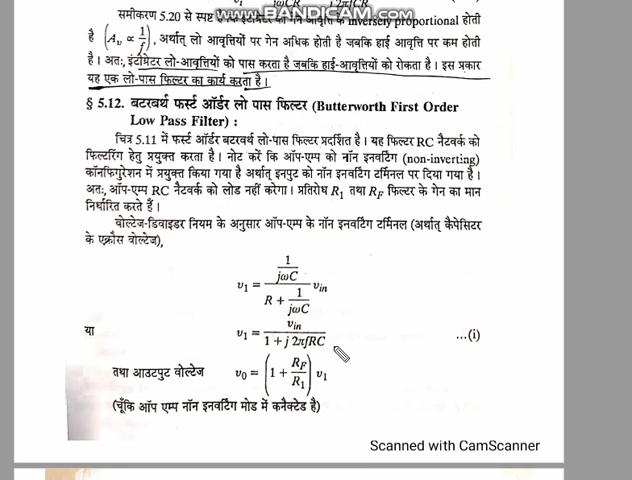 WWW.BANDICAM.COM
समीकरण 5.20 से स्पष्ट inversely proportional होती
है (A_v ∝ 1/f), अर्थात् लो आवृत्तियों पर गेन अधिक होती है जबकि हाई आवृत्ति पर कम होती
है। अतः, इंटीग्रेटर लो-आवृत्तियों को पास करता है जबकि हाई-आवृत्तियों को रोकता है। इस प्रकार
यह एक लो-पास फिल्टर का कार्य करता है।
§ 5.12. बटरवर्थ फर्स्ट ऑर्डर लो पास फिल्टर (Butterworth First Order
Low Pass Filter) :
चित्र 5.11 में फर्स्ट ऑर्डर बटरवर्थ लो-पास फिल्टर प्रदर्शित है। यह फिल्टर RC नैटवर्क को
फिल्टरिंग हेतु प्रयुक्त करता है। नोट करें कि ऑप-एम्प को नॉन इनवर्टिंग (non-inverting)
कॉनफिगुरेशन में प्रयुक्त किया गया है अर्थात् इनपुट को नॉन इनवर्टिंग टर्मिनल पर दिया गया है।
अतः, ऑप-एम्प RC नैटवर्क को लोड नहीं करेगा। प्रतिरोध R₁ तथा R_F फिल्टर के गेन का मान
निर्धारित करते हैं।
वोल्टेज-डिवाइडर नियम के अनुसार ऑप-एम्प के नॉन इनवर्टिंग टर्मिनल (अर्थात् कैपेसिटर
के एक्रौस वोल्टेज),
v₁ = (1/jωC)/(R + 1/jωC) v_in
या v₁ = v_in/(1 + j 2πfRC) ...(i)
तथा आउटपुट वोल्टेज v₀ = (1 + R_F/R₁) v₁
(चूँकि ऑप एम्प नॉन इनवर्टिंग मोड में कनैक्टेड है)
Scanned with CamScanner